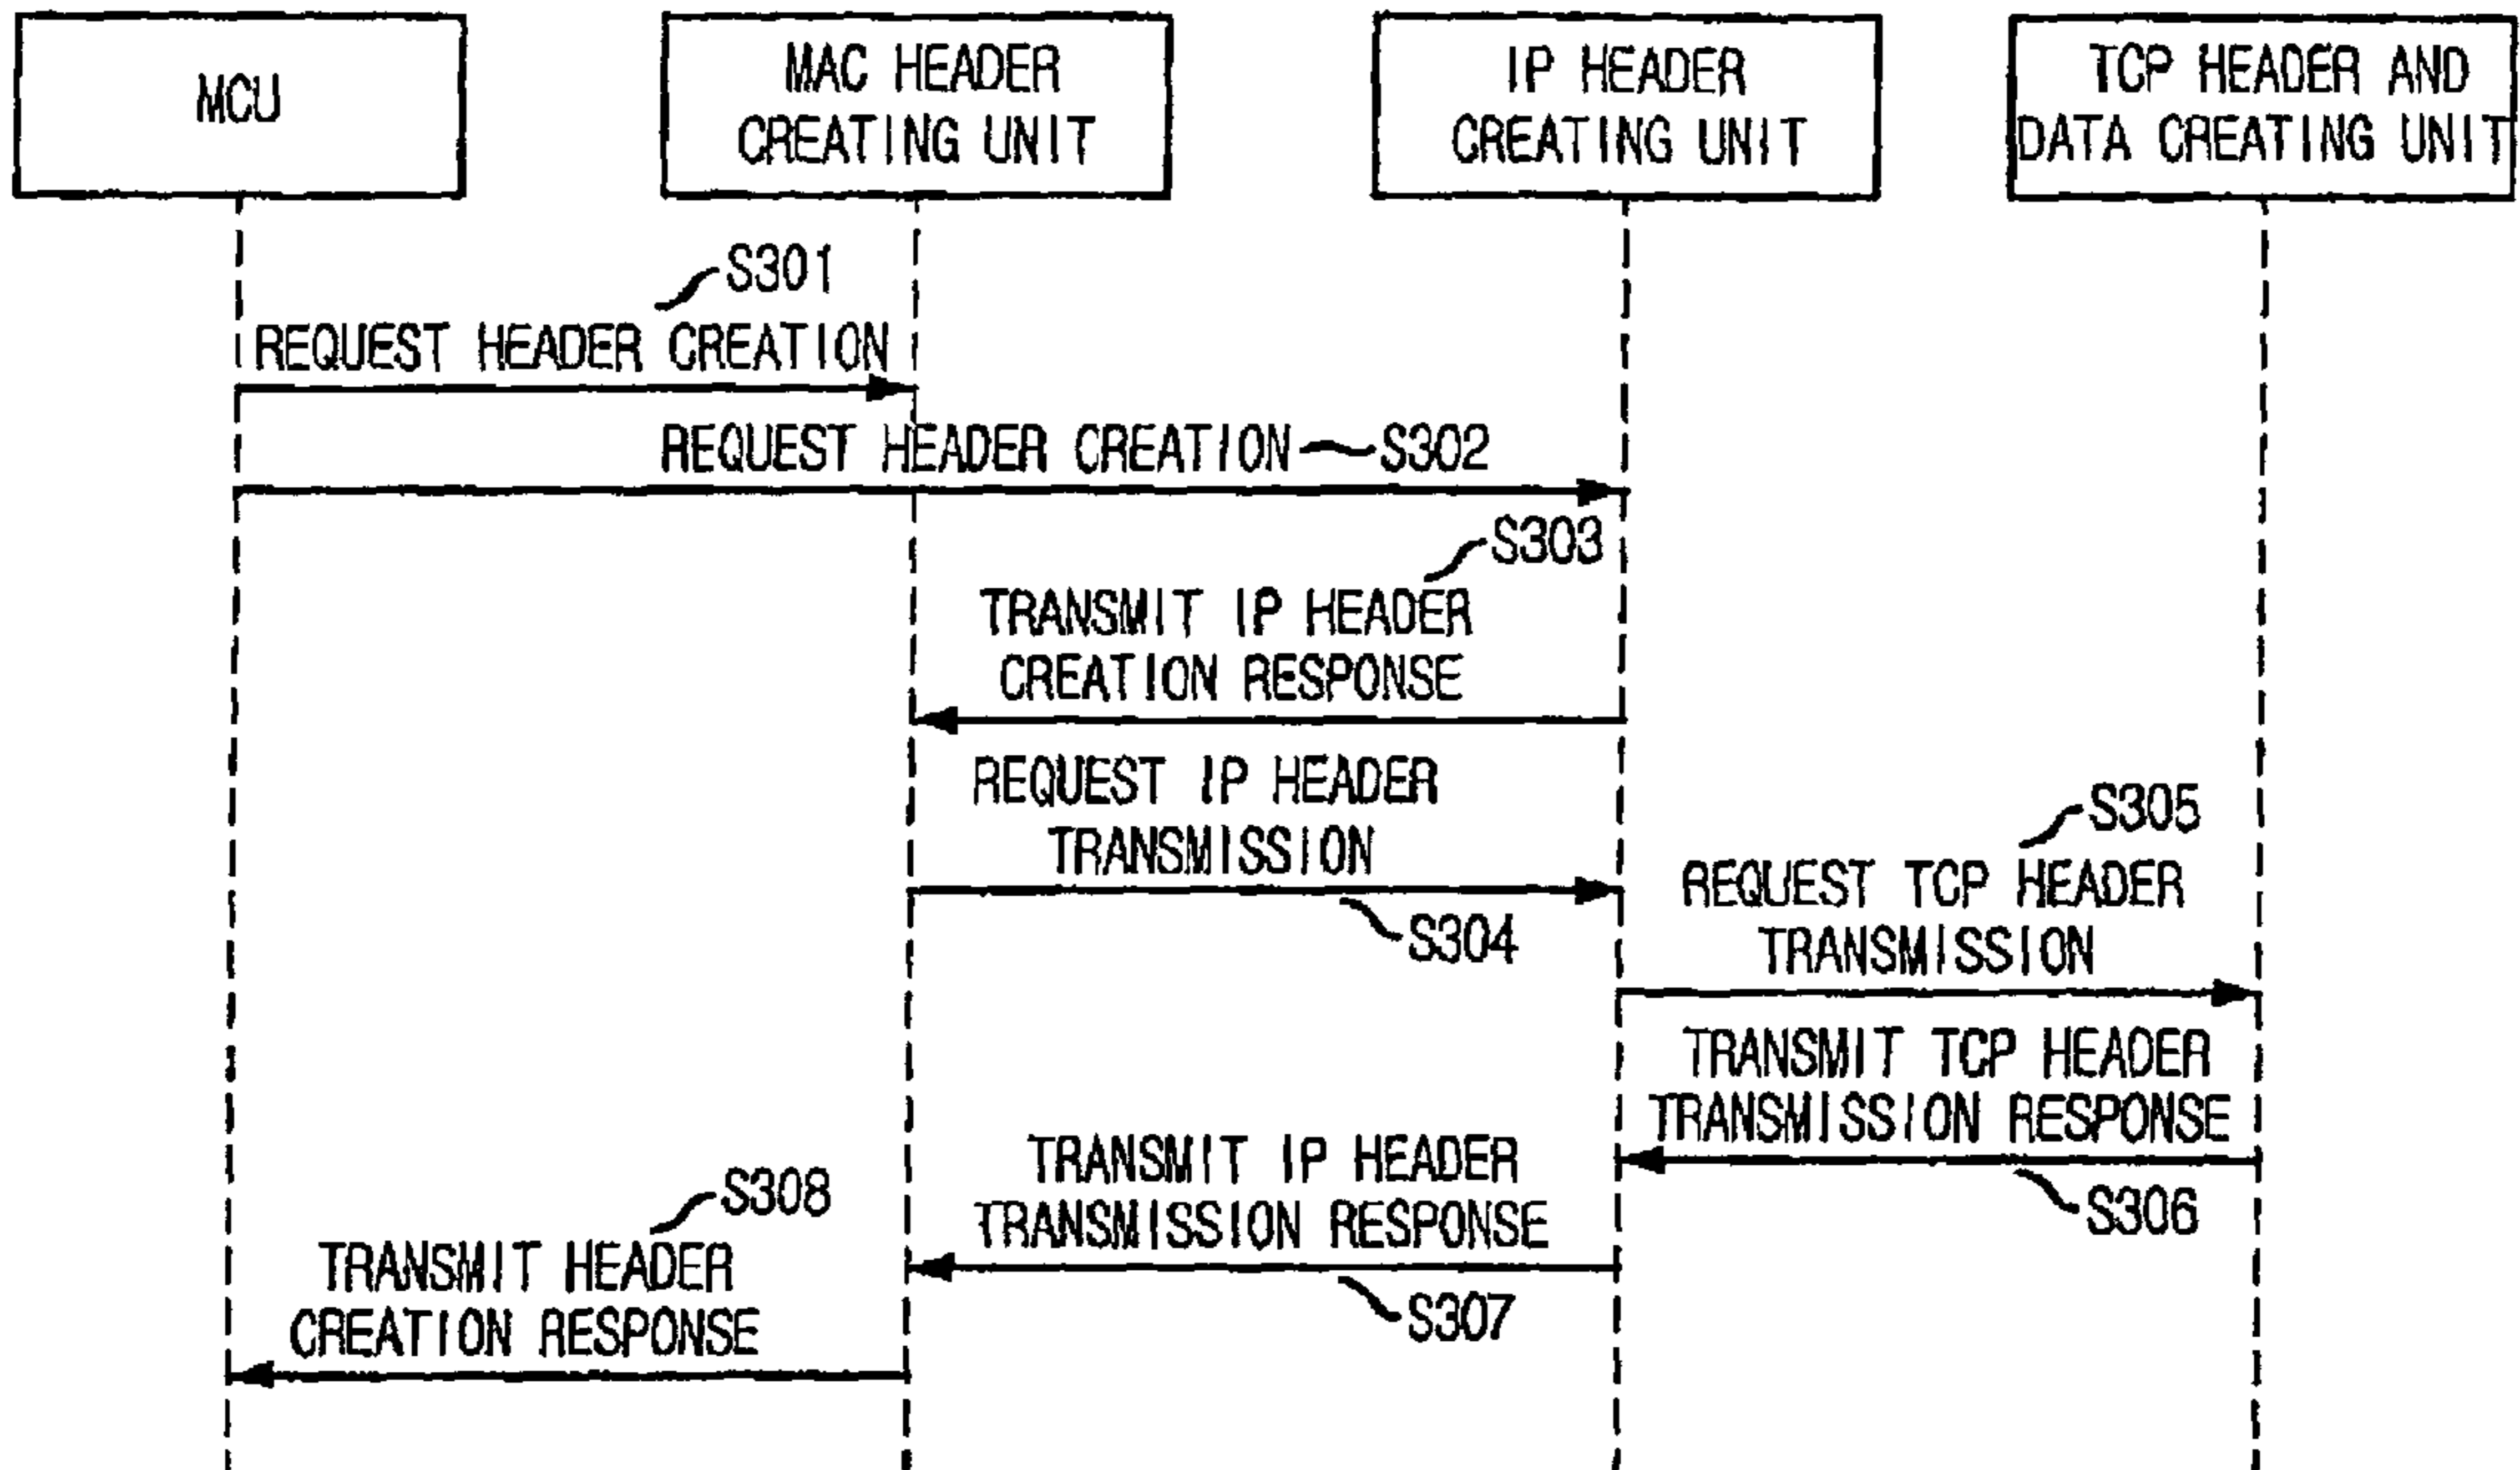 MCU
MAC HEADER
CREATING UNIT
IP HEADER
CREATING UNIT
TCP HEADER AND
DATA CREATING UNIT
S301
REQUEST HEADER CREATION
REQUEST HEADER CREATION
S302
S303
TRANSMIT IP HEADER
CREATION RESPONSE
REQUEST IP HEADER
TRANSMISSION
S304
S305
REQUEST TCP HEADER
TRANSMISSION
TRANSMIT TCP HEADER
TRANSMISSION RESPONSE
S306
TRANSMIT IP HEADER
TRANSMISSION RESPONSE
S307
S308
TRANSMIT HEADER
CREATION RESPONSE